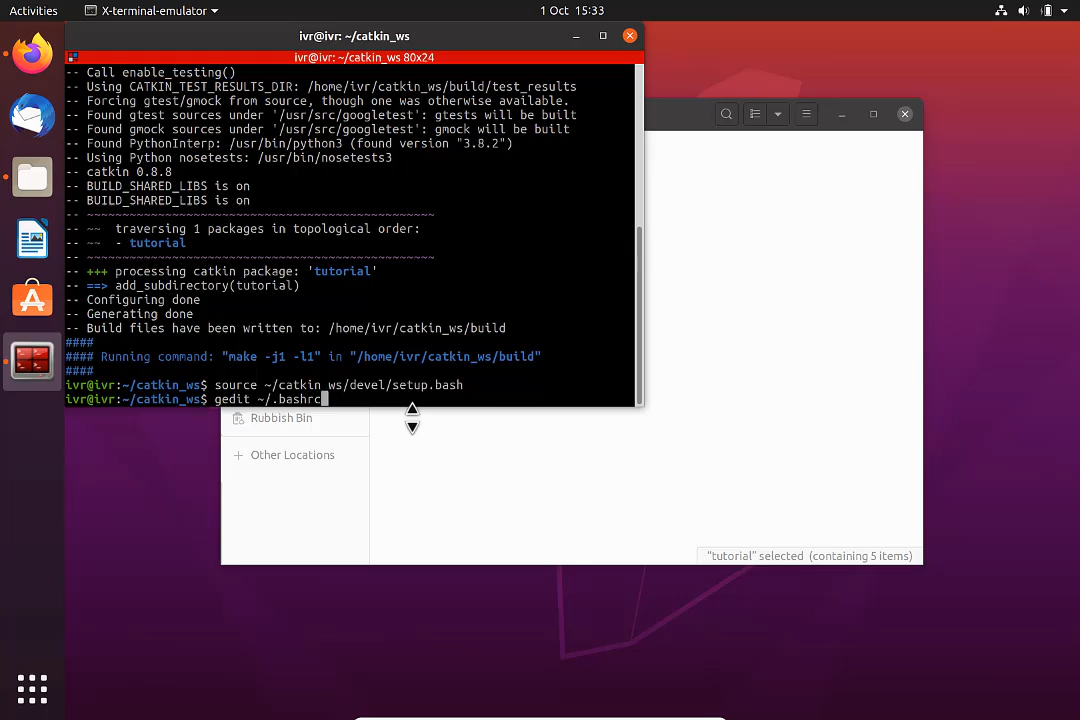 Activities
X-terminal-emulator
1 Oct 15:33
ivr@ivr: ~/catkin_ws
ivr@ivr: ~/catkin_ws 80x24
-- Call enable_testing()
-- Using CATKIN_TEST_RESULTS_DIR: /home/ivr/catkin_ws/build/test_results
-- Forcing gtest/gmock from source, though one was otherwise available.
-- Found gtest sources under '/usr/src/googletest': gtests will be built
-- Found gmock sources under '/usr/src/googletest': gmock will be built
-- Found PythonInterp: /usr/bin/python3 (found version "3.8.2")
-- Using Python nosetests: /usr/bin/nosetests3
-- catkin 0.8.8
-- BUILD_SHARED_LIBS is on
-- BUILD_SHARED_LIBS is on
-- ~~~~~~~~~~~~~~~~~~~~~~~~~~~~~~~~~~~~~~~~~~~~~~~~~
-- ~~  traversing 1 packages in topological order:
-- ~~  - tutorial
-- ~~~~~~~~~~~~~~~~~~~~~~~~~~~~~~~~~~~~~~~~~~~~~~~~~
-- +++ processing catkin package: 'tutorial'
-- ==> add_subdirectory(tutorial)
-- Configuring done
-- Generating done
-- Build files have been written to: /home/ivr/catkin_ws/build
####
#### Running command: "make -j1 -l1" in "/home/ivr/catkin_ws/build"
####
ivr@ivr:~/catkin_ws$ source ~/catkin_ws/devel/setup.bash
ivr@ivr:~/catkin_ws$ gedit ~/.bashrc
Rubbish Bin
Other Locations
"tutorial" selected (containing 5 items)